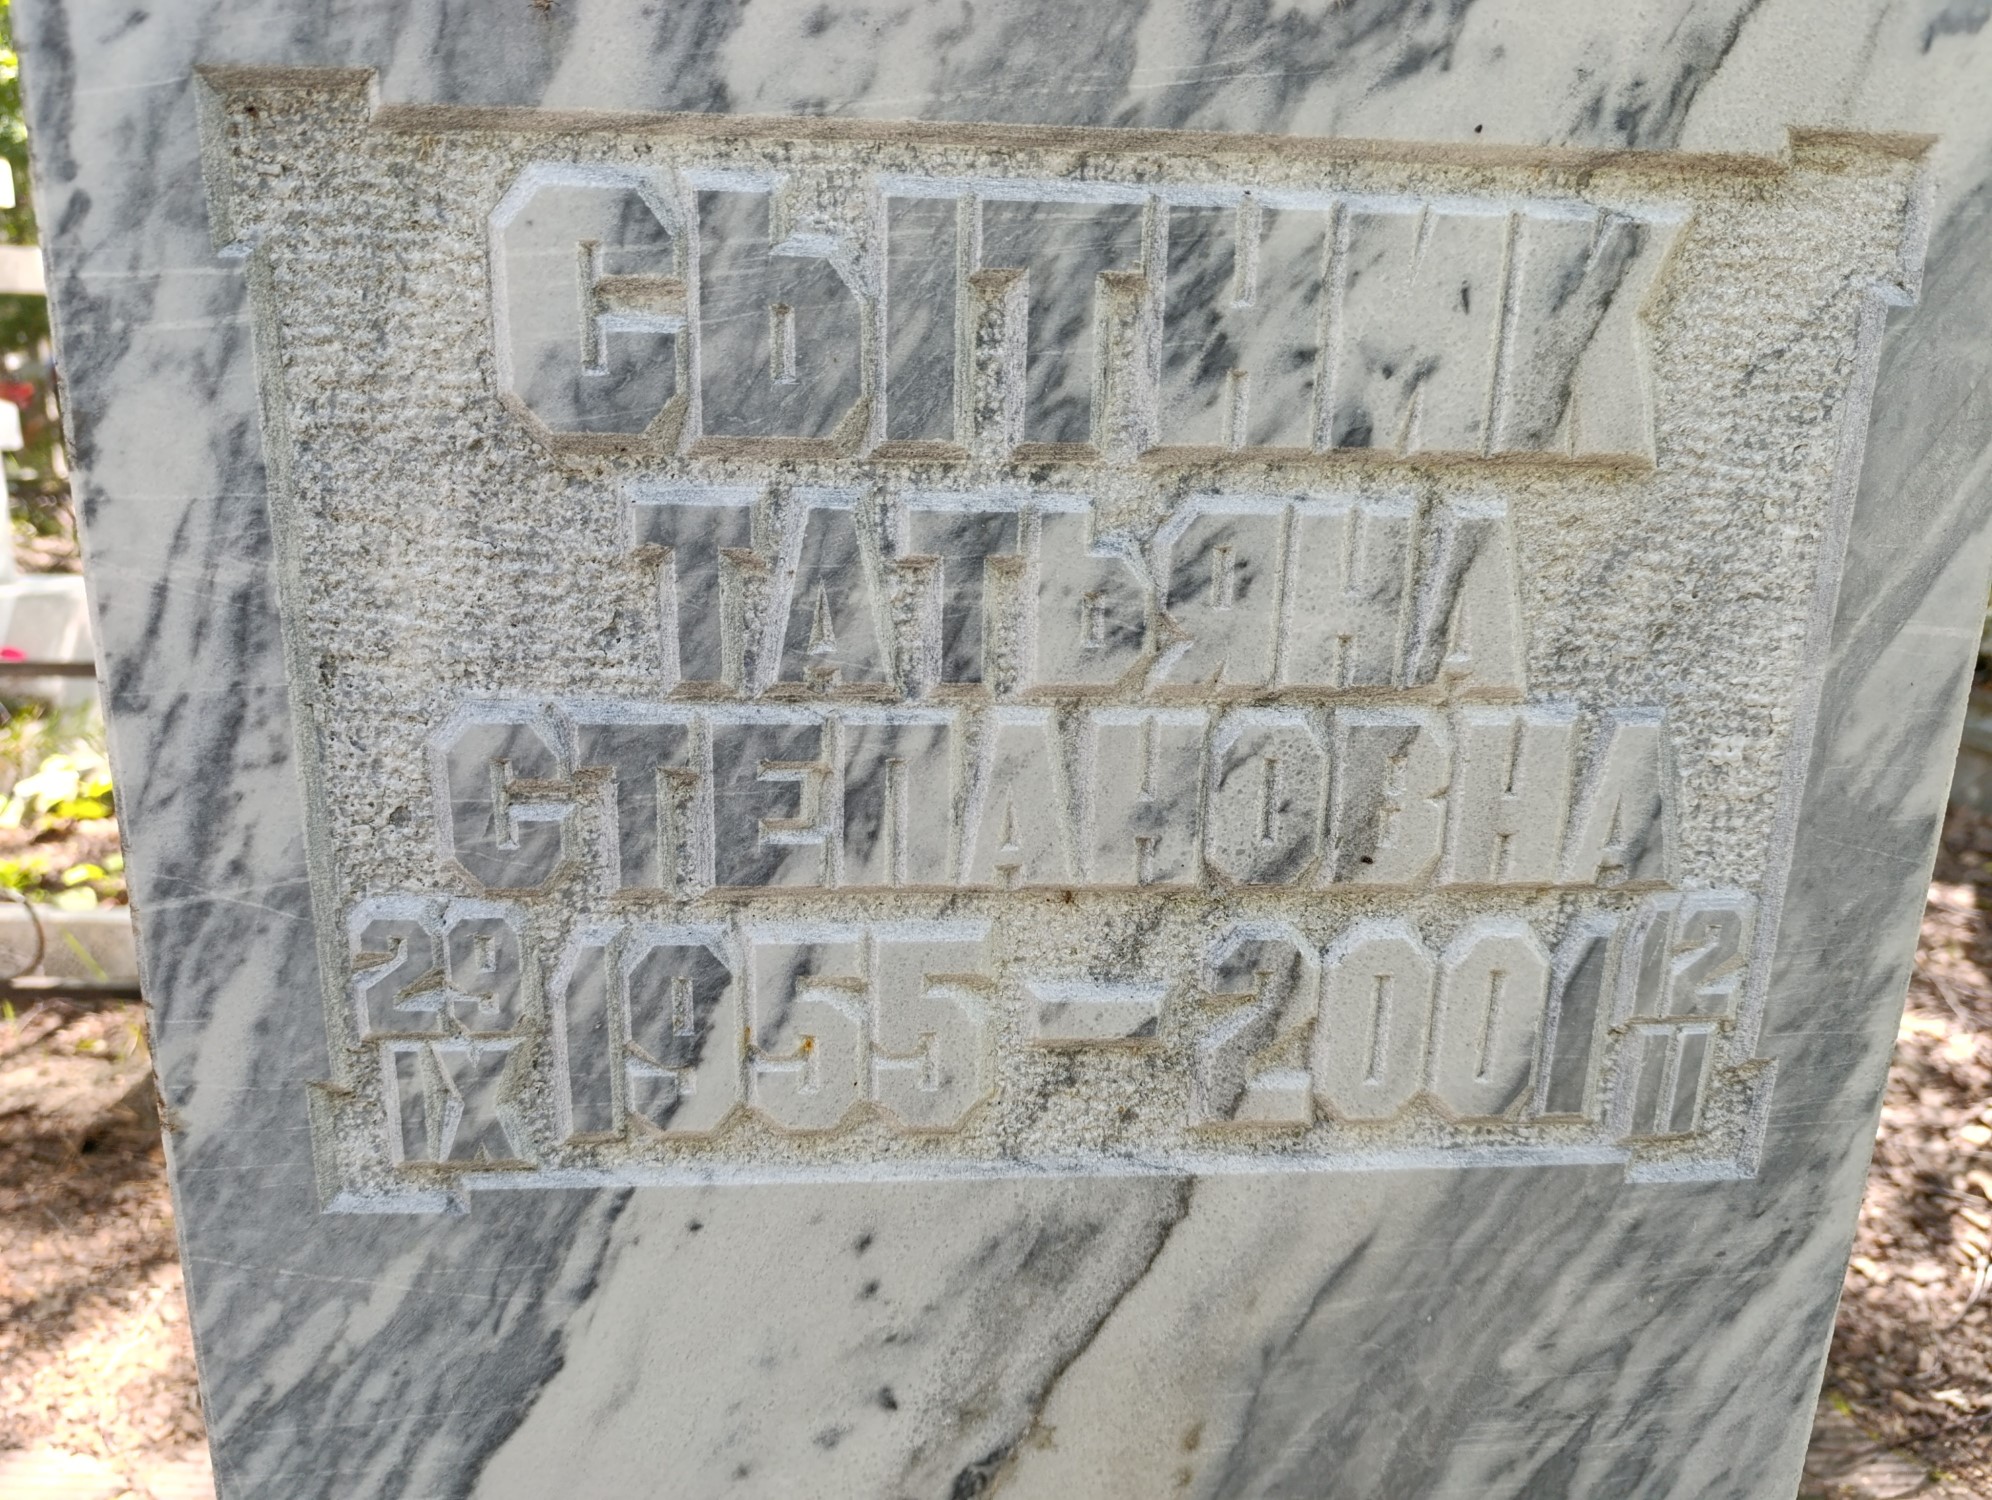 СЫТНИК
ТАТЬЯНА
СТЕПАНОВНА
29 1955 – 2001 12
IX II